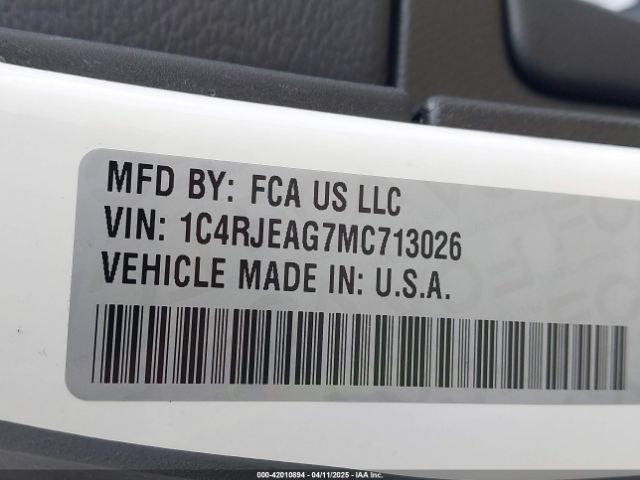 MFD BY: FCA US LLC
VIN: 1C4RJEAG7MC713026
VEHICLE MADE IN: U.S.A.
000-42010894 - 04/11/2025 - IAA Inc.